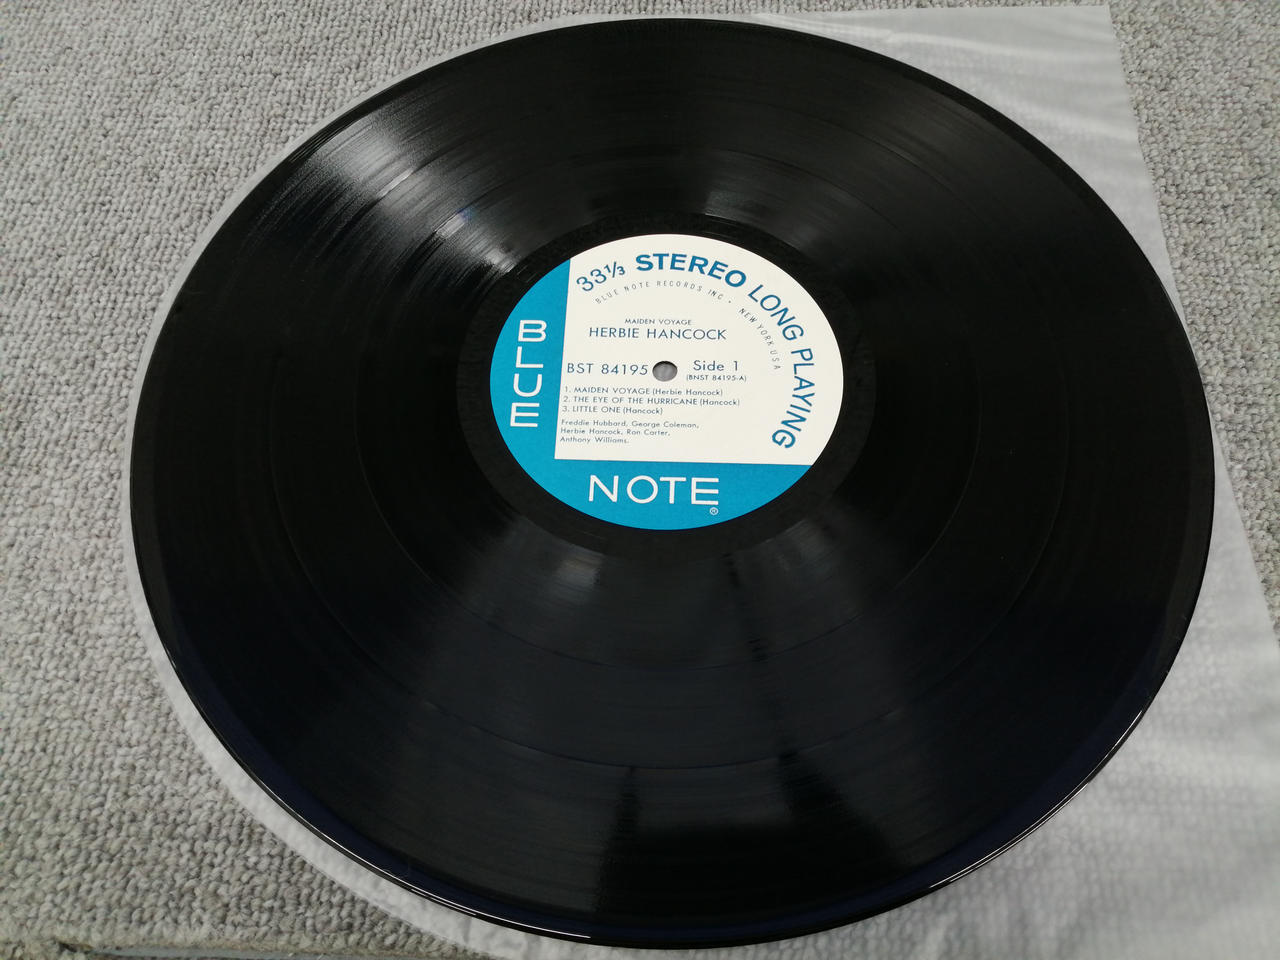 33⅓ STEREO LONG PLAYING
BLUE NOTE RECORDS INC • NEW YORK USA
MAIDEN VOYAGE
HERBIE HANCOCK
BST 84195
Side 1
(BNST 84195-A)
1. MAIDEN VOYAGE (Herbie Hancock)
2. THE EYE OF THE HURRICANE (Hancock)
3. LITTLE ONE (Hancock)
Freddie Hubbard, George Coleman,
Herbie Hancock, Ron Carter,
Anthony Williams.
BLUE
NOTE
®